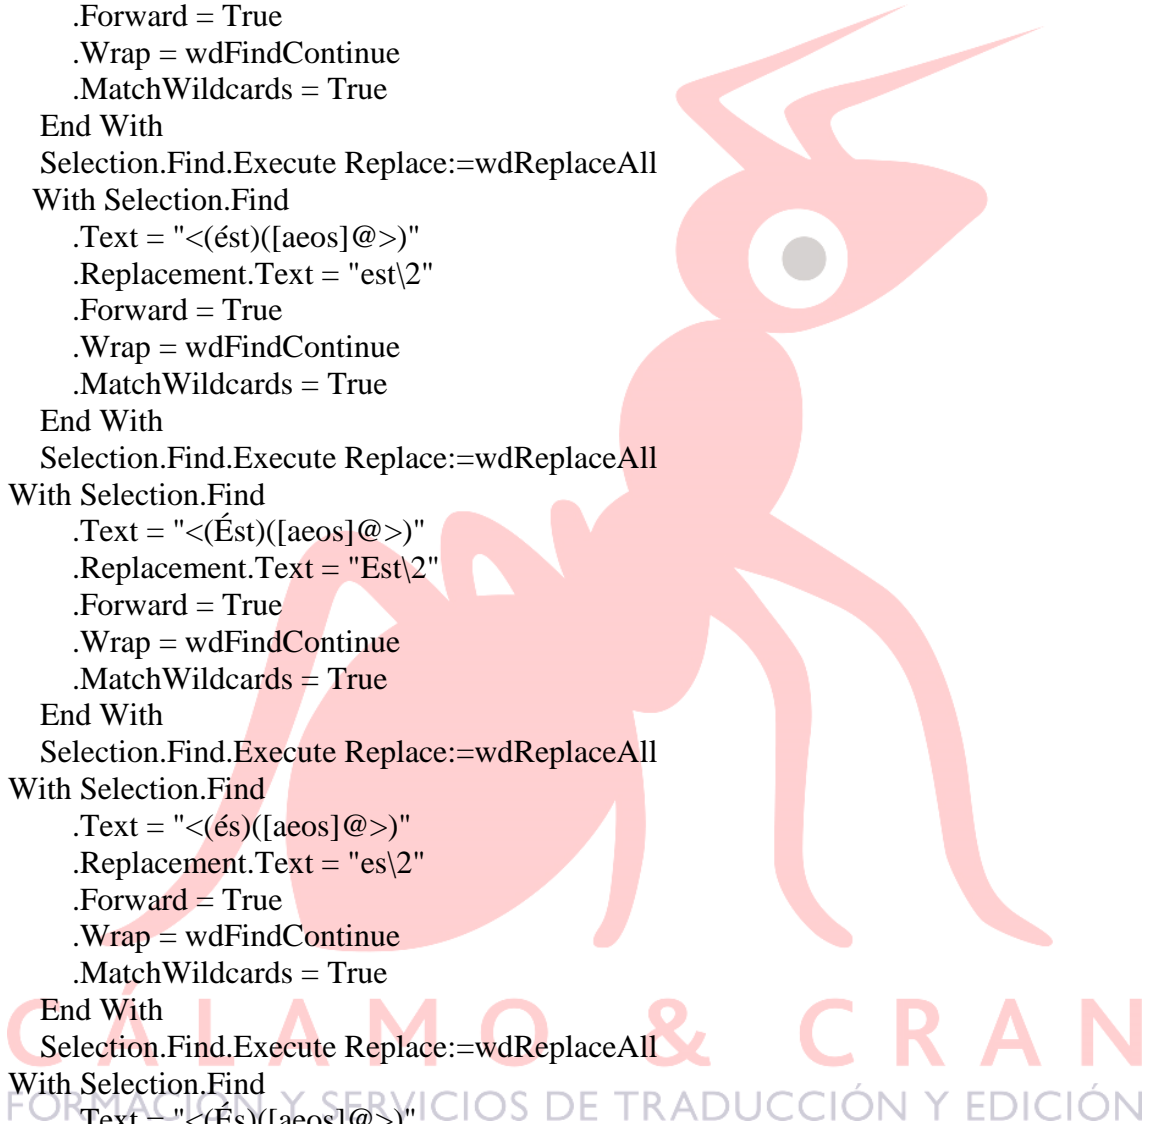 .Forward = True
.Wrap = wdFindContinue
.MatchWildcards = True
End With
Selection.Find.Execute Replace:=wdReplaceAll
With Selection.Find
.Text = "<(ést)([aeos]@>)"
.Replacement.Text = "est\2"
.Forward = True
.Wrap = wdFindContinue
.MatchWildcards = True
End With
Selection.Find.Execute Replace:=wdReplaceAll
With Selection.Find
.Text = "<(Ést)([aeos]@>)"
.Replacement.Text = "Est\2"
.Forward = True
.Wrap = wdFindContinue
.MatchWildcards = True
End With
Selection.Find.Execute Replace:=wdReplaceAll
With Selection.Find
.Text = "<(és)([aeos]@>)"
.Replacement.Text = "es\2"
.Forward = True
.Wrap = wdFindContinue
.MatchWildcards = True
End With
CÁLAMO & CRAN
Selection.Find.Execute Replace:=wdReplaceAll
With Selection.Find
FORMACIÓN Y SERVICIOS DE TRADUCCIÓN Y EDICIÓN
.Text = "<(És)([aeos]@>)"